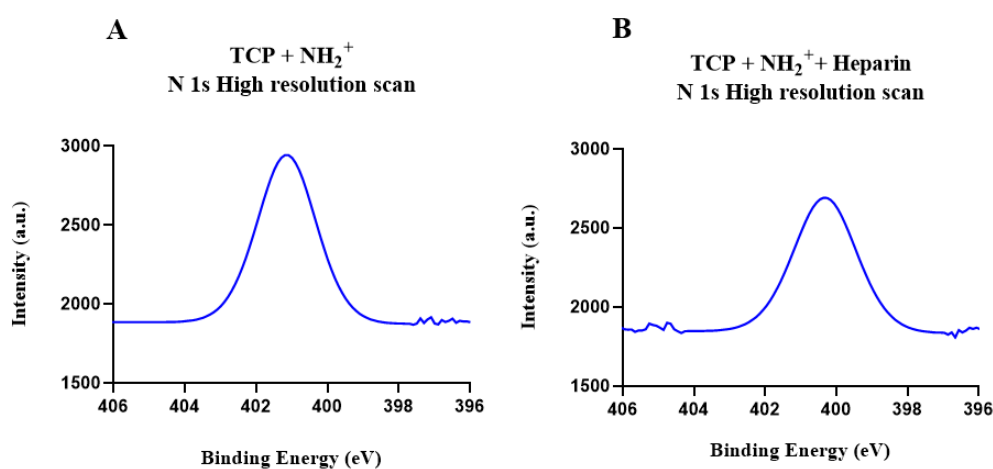 A
TCP + NH₂⁺
N 1s High resolution scan
3000
2500
2000
1500
406 404 402 400 398 396
Intensity (a.u.)
Binding Energy (eV)
B
TCP + NH₂⁺+ Heparin
N 1s High resolution scan
3000
2500
2000
1500
406 404 402 400 398 396
Intensity (a.u.)
Binding Energy (eV)